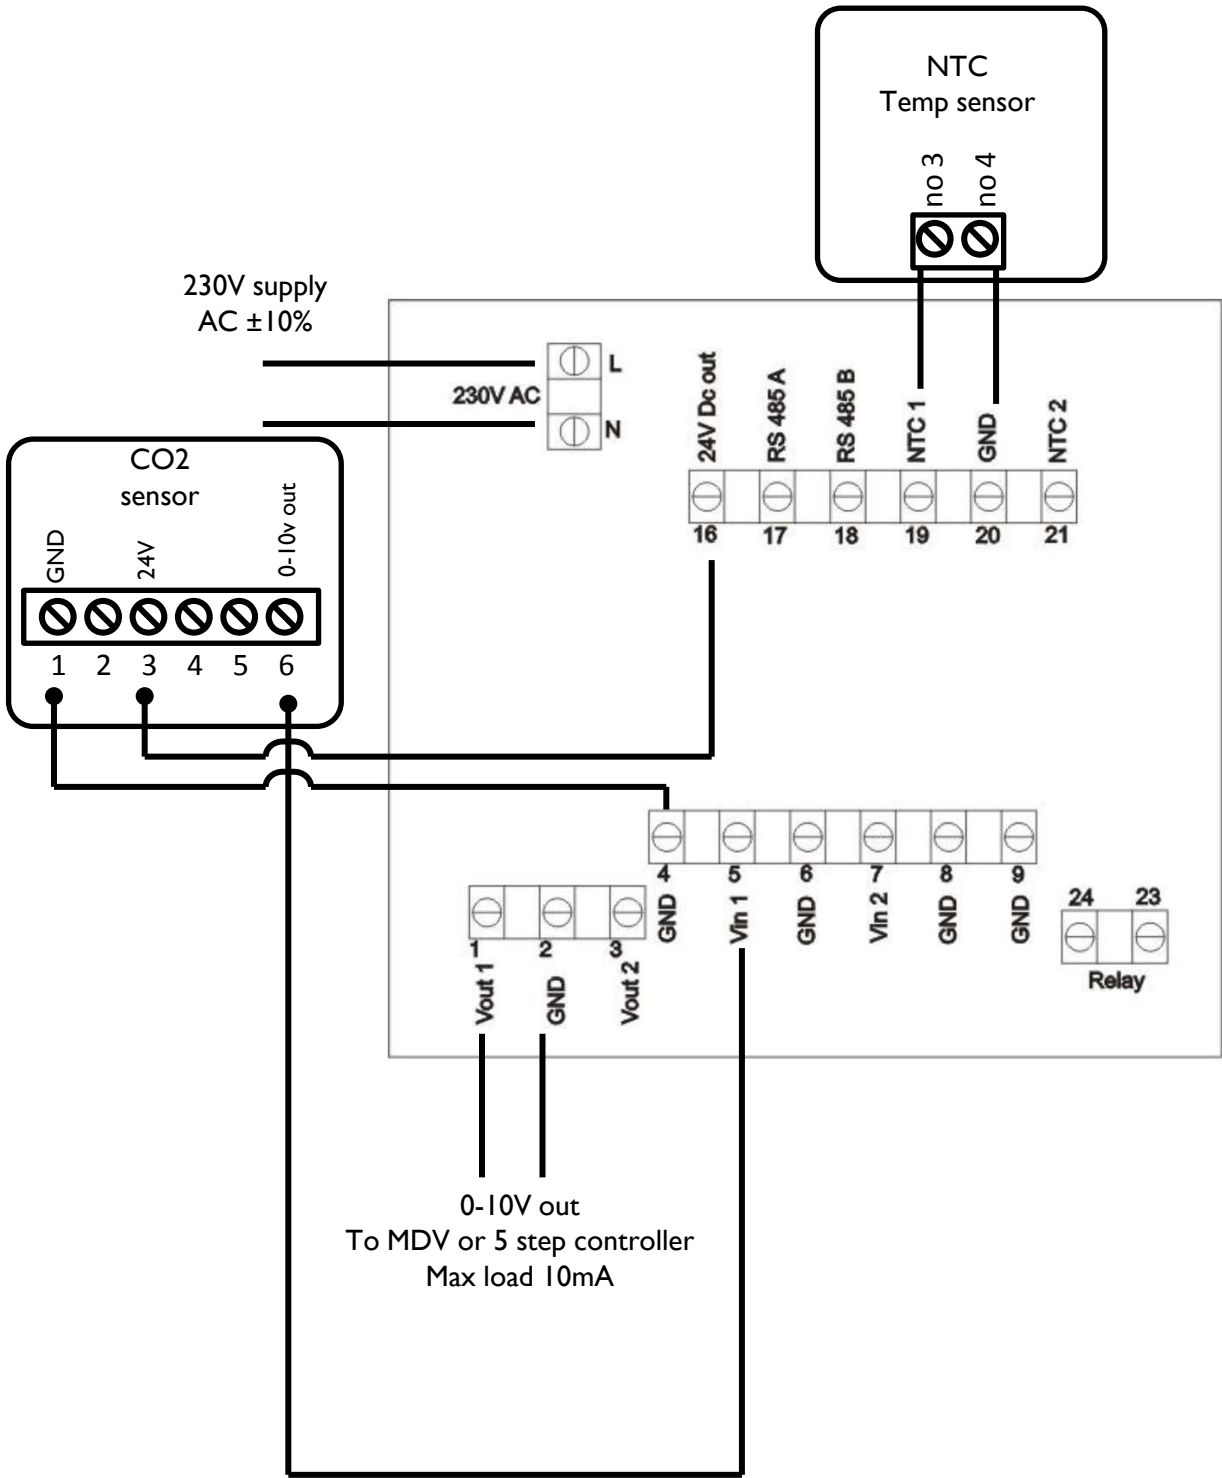 NTC
Temp sensor
no 3
no 4
230V supply
AC ±10%
L
230V AC
N
24V Dc out
RS 485 A
RS 485 B
NTC 1
GND
NTC 2
16 17 18 19 20 21
CO2
sensor
GND
24V
0-10v out
1 2 3 4 5 6
4 5 6 7 8 9
GND
Vin 1
GND
Vin 2
GND
GND
24 23
Relay
1 2 3
Vout 1
GND
Vout 2
0-10V out
To MDV or 5 step controller
Max load 10mA